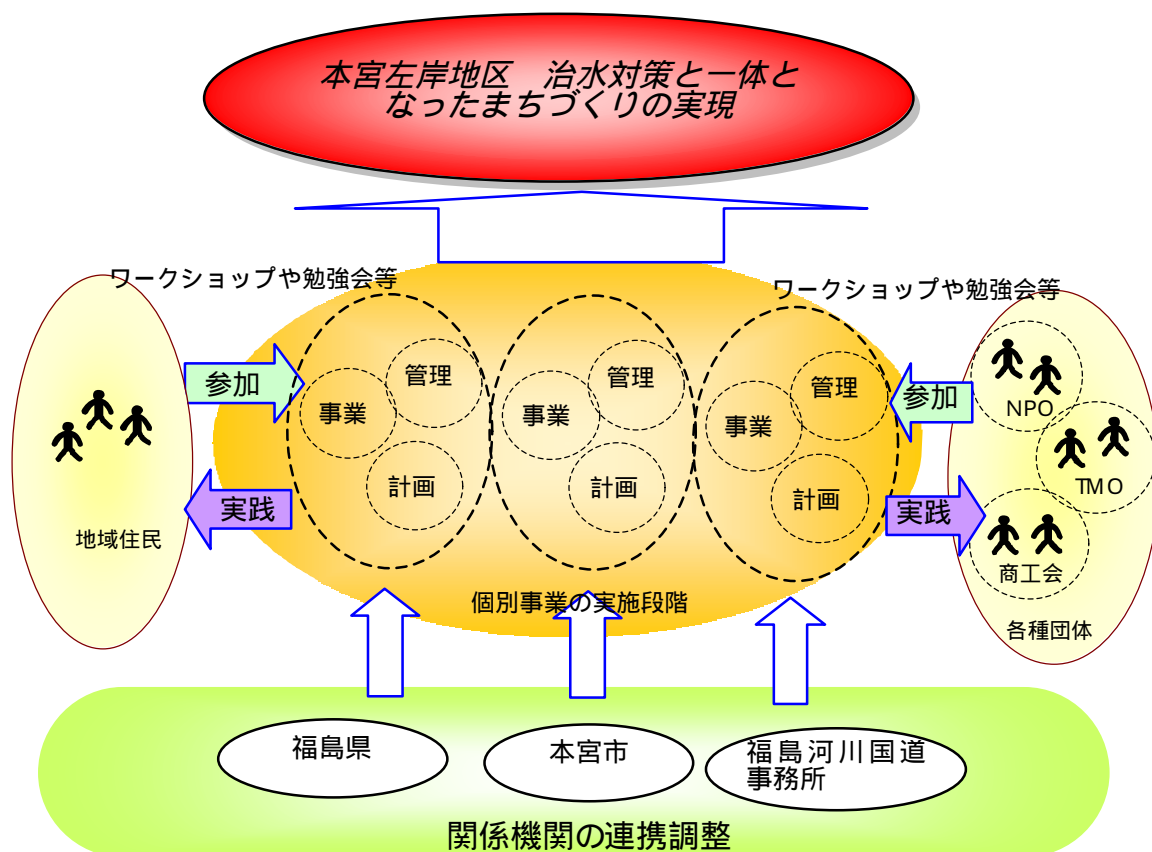 本宮左岸地区　治水対策と一体と
なったまちづくりの実現
ワークショップや勉強会等
ワークショップや勉強会等
参加
実践
地域住民
事業
管理
計画
事業
管理
計画
事業
管理
計画
参加
実践
NPO
TMO
商工会
各種団体
個別事業の実施段階
福島県
本宮市
福島河川国道
事務所
関係機関の連携調整